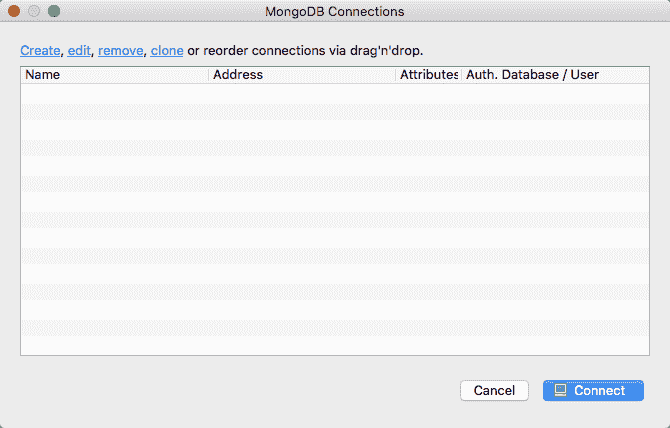 MongoDB Connections
Create, edit, remove, clone or reorder connections via drag'n'drop.
Name Address Attributes Auth. Database / User
Cancel Connect